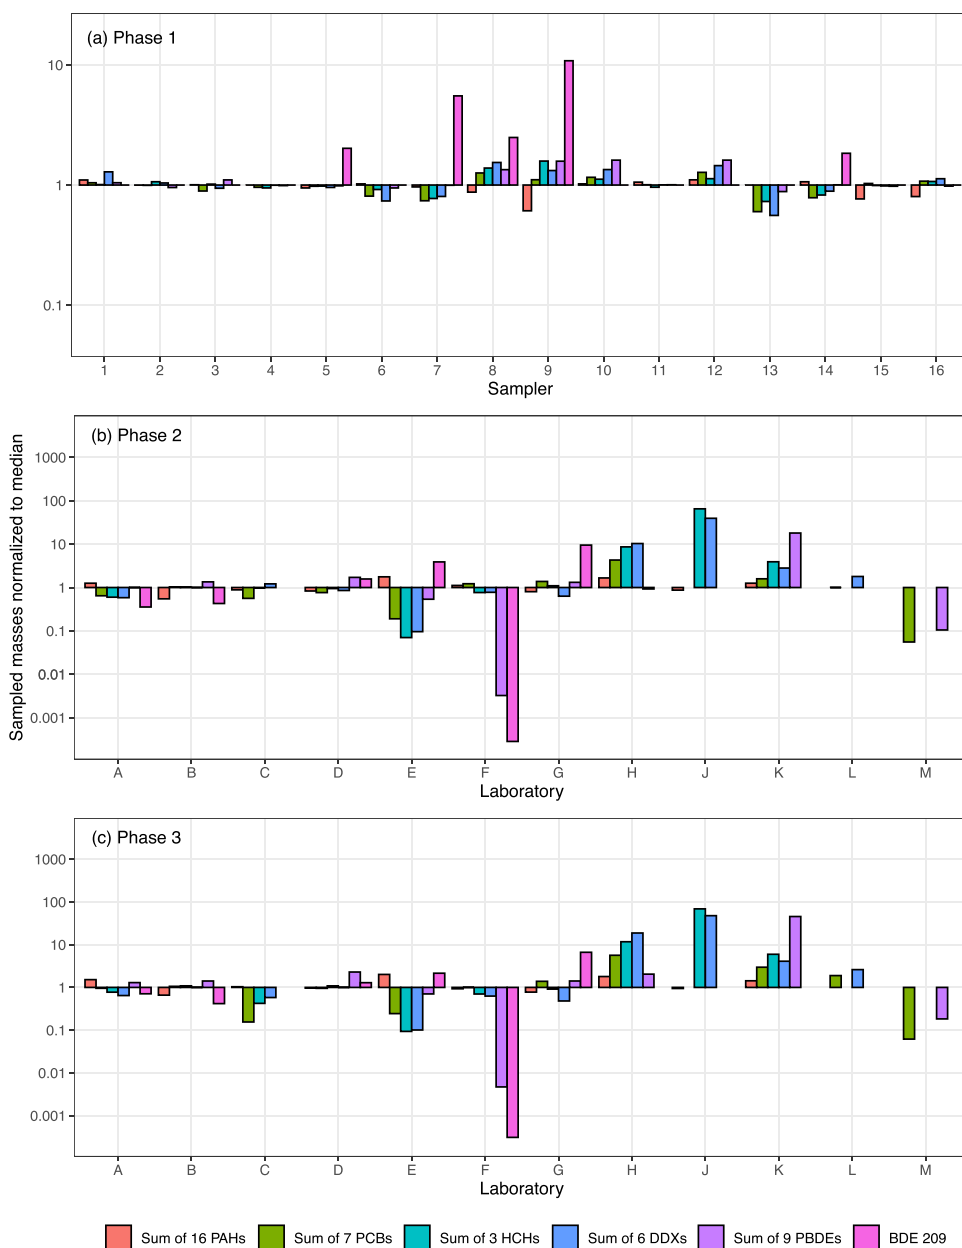 (a) Phase 1
10
1
0.1
1 2 3 4 5 6 7 8 9 10 11 12 13 14 15 16
Sampler
Sampled masses normalized to median
(b) Phase 2
1000
100
10
1
0.1
0.01
0.001
A B C D E F G H J K L M
Laboratory
(c) Phase 3
1000
100
10
1
0.1
0.01
0.001
A B C D E F G H J K L M
Laboratory
Sum of 16 PAHs Sum of 7 PCBs Sum of 3 HCHs Sum of 6 DDXs Sum of 9 PBDEs BDE 209